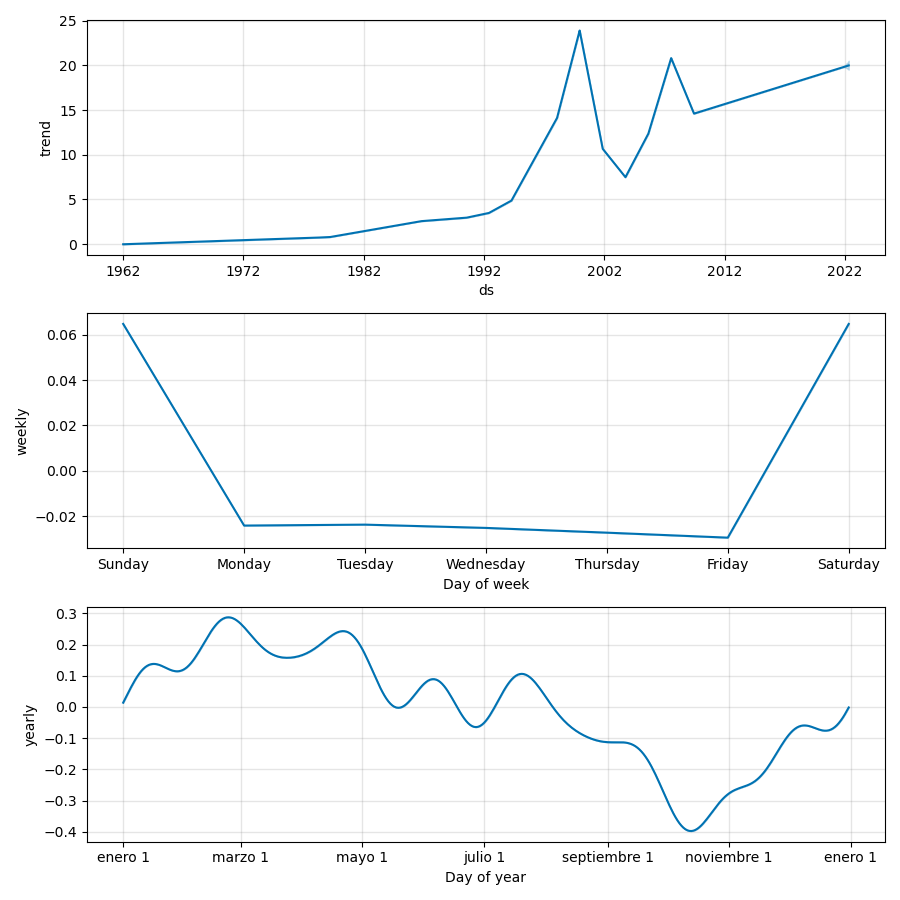 25
20
15
10
5
0
trend
1962 1972 1982 1992 2002 2012 2022
ds
0.06
0.04
0.02
0.00
−0.02
weekly
Sunday Monday Tuesday Wednesday Thursday Friday Saturday
Day of week
0.3
0.2
0.1
0.0
−0.1
−0.2
−0.3
−0.4
yearly
enero 1 marzo 1 mayo 1 julio 1 septiembre 1 noviembre 1 enero 1
Day of year